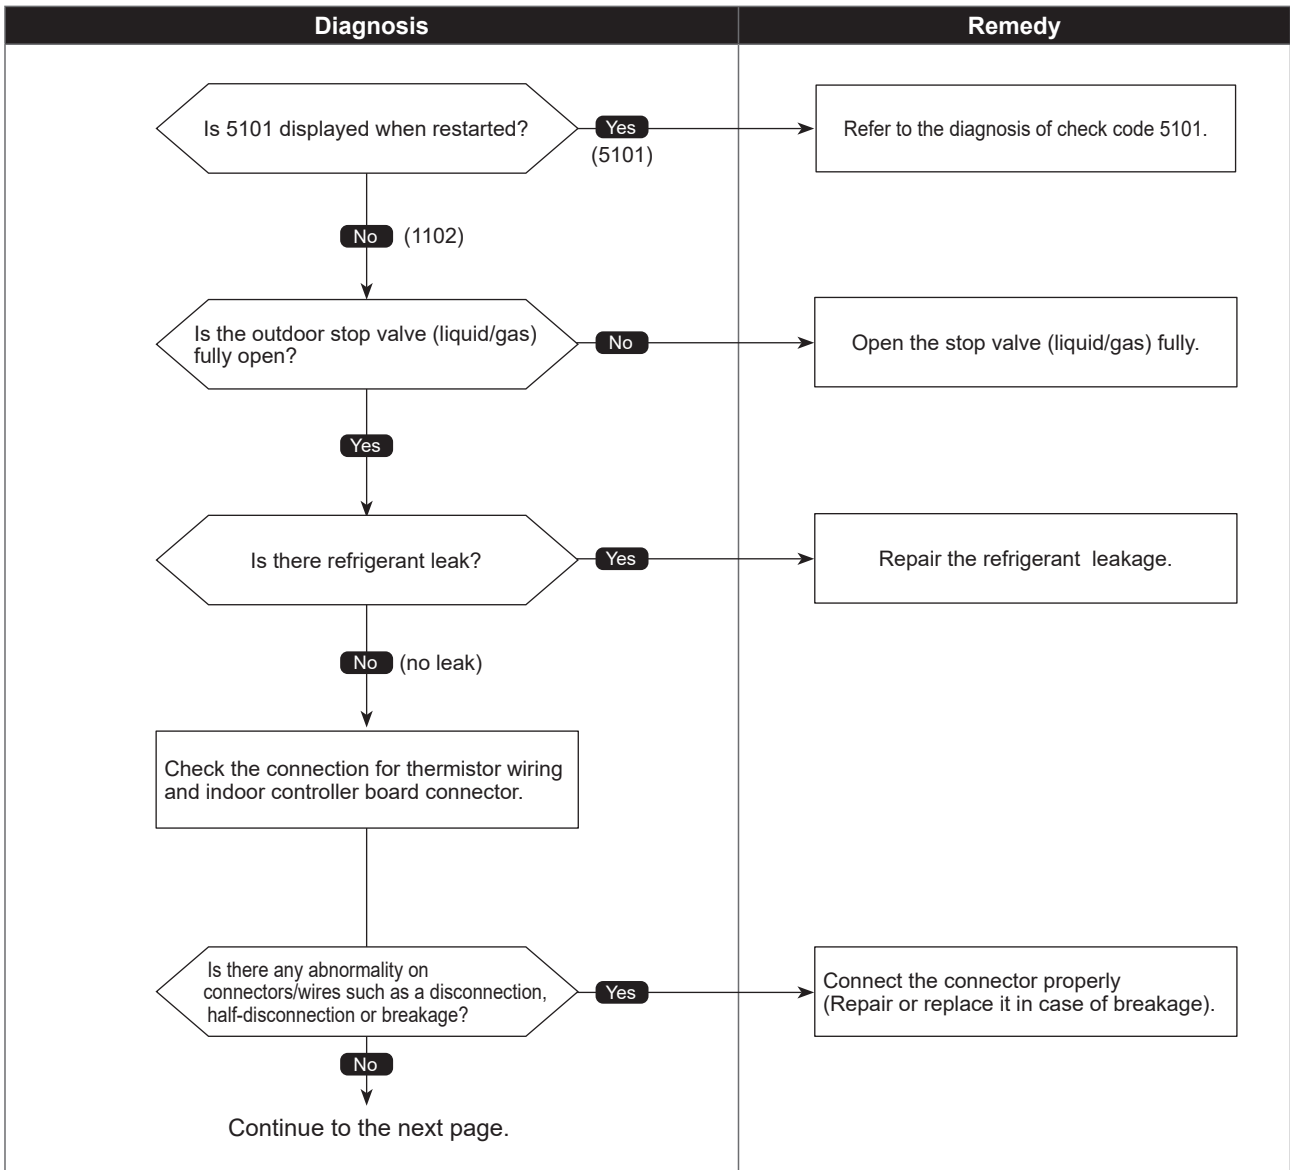 Diagnosis
Remedy
Is 5101 displayed when restarted?
Yes
(5101)
Refer to the diagnosis of check code 5101.
No (1102)
Is the outdoor stop valve (liquid/gas)
fully open?
No
Open the stop valve (liquid/gas) fully.
Yes
Is there refrigerant leak?
Yes
Repair the refrigerant leakage.
No (no leak)
Check the connection for thermistor wiring
and indoor controller board connector.
Is there any abnormality on
connectors/wires such as a disconnection,
half-disconnection or breakage?
Yes
Connect the connector properly
(Repair or replace it in case of breakage).
No
Continue to the next page.